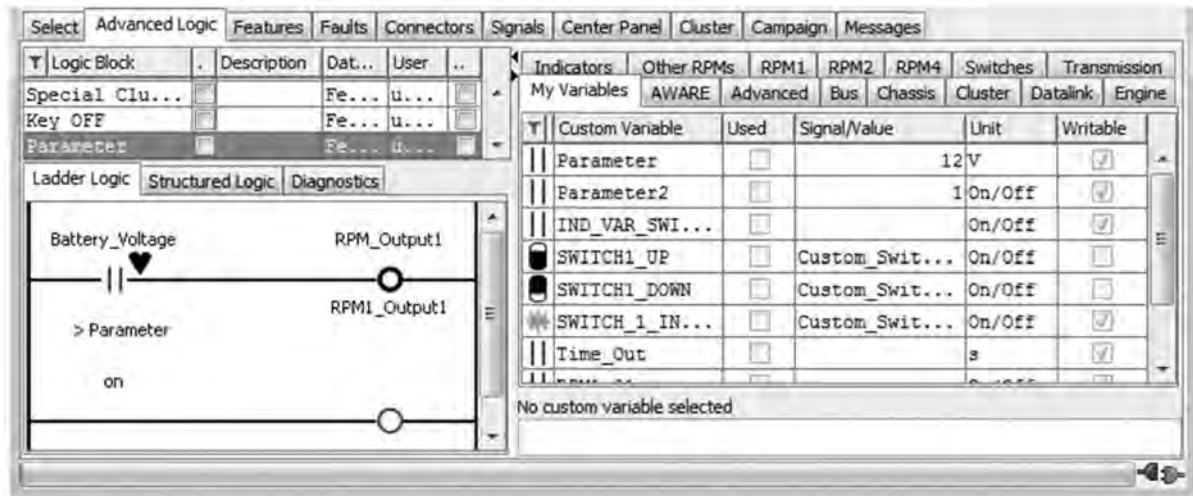 Select Advanced Logic Features Faults Connectors Signals Center Panel Cluster Campaign Messages
Logic Block . Description Dat... User ..
Special Clu... Fe... u...
Key OFF Fe... u...
Parameter Fe... u...
Ladder Logic Structured Logic Diagnostics
Battery_Voltage RPM_Output1
RPM1_Output1
> Parameter
on
Indicators Other RPMs RPM1 RPM2 RPM4 Switches Transmission
My Variables AWARE Advanced Bus Chassis Cluster Datalink Engine
Custom Variable Used Signal/Value Unit Writable
Parameter 12 V
Parameter2 1 On/Off
IND_VAR_SWI... On/Off
SWITCH1_UP Custom_Swit... On/Off
SWITCH1_DOWN Custom_Swit... On/Off
SWITCH_1_IN... Custom_Swit... On/Off
Time_Out s
No custom variable selected